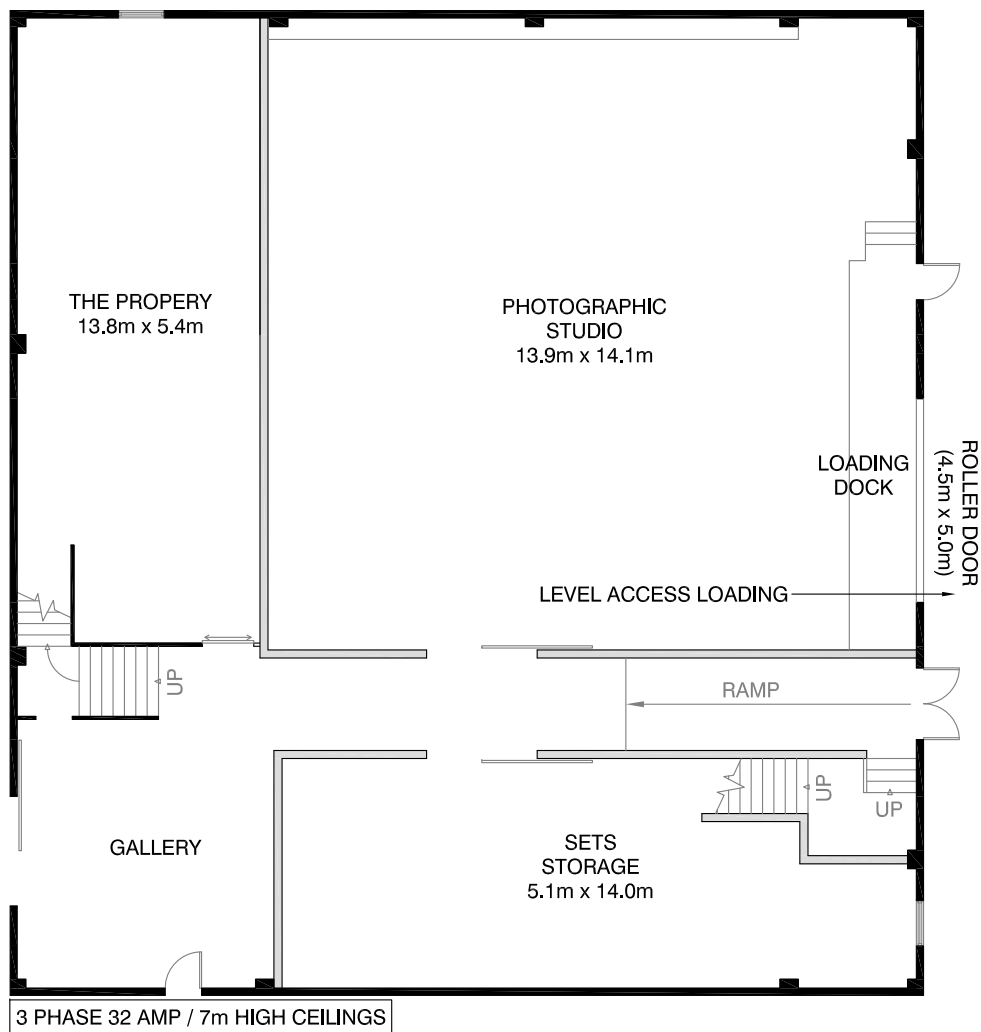 THE PROPERY
13.8m x 5.4m
PHOTOGRAPHIC
STUDIO
13.9m x 14.1m
LOADING
DOCK
ROLLER DOOR
(4.5m x 5.0m)
LEVEL ACCESS LOADING
UP
RAMP
UP
UP
GALLERY
SETS
STORAGE
5.1m x 14.0m
3 PHASE 32 AMP / 7m HIGH CEILINGS